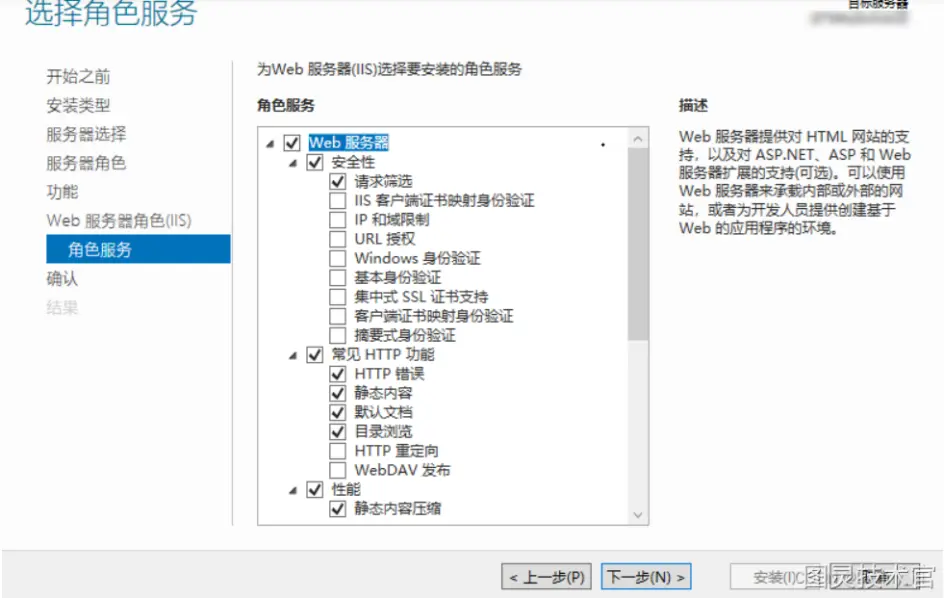 选择角色服务
目标服务器
开始之前
安装类型
服务器选择
服务器角色
功能
Web 服务器角色(IIS)
角色服务
确认
结果
为Web 服务器(IIS)选择要安装的角色服务
角色服务
Web 服务器
安全性
请求筛选
IIS 客户端证书映射身份验证
IP 和域限制
URL 授权
Windows 身份验证
基本身份验证
集中式 SSL 证书支持
客户端证书映射身份验证
摘要式身份验证
常见 HTTP 功能
HTTP 错误
静态内容
默认文档
目录浏览
HTTP 重定向
WebDAV 发布
性能
静态内容压缩
描述
Web 服务器提供对 HTML 网站的支
持，以及对 ASP.NET、ASP 和 Web
服务器扩展的支持(可选)。可以使用
Web 服务器来承载内部或外部的网
站，或者为开发人员提供创建基于
Web 的应用程序的环境。
< 上一步(P)
下一步(N) >
安装(I)
取消
图灵技术官